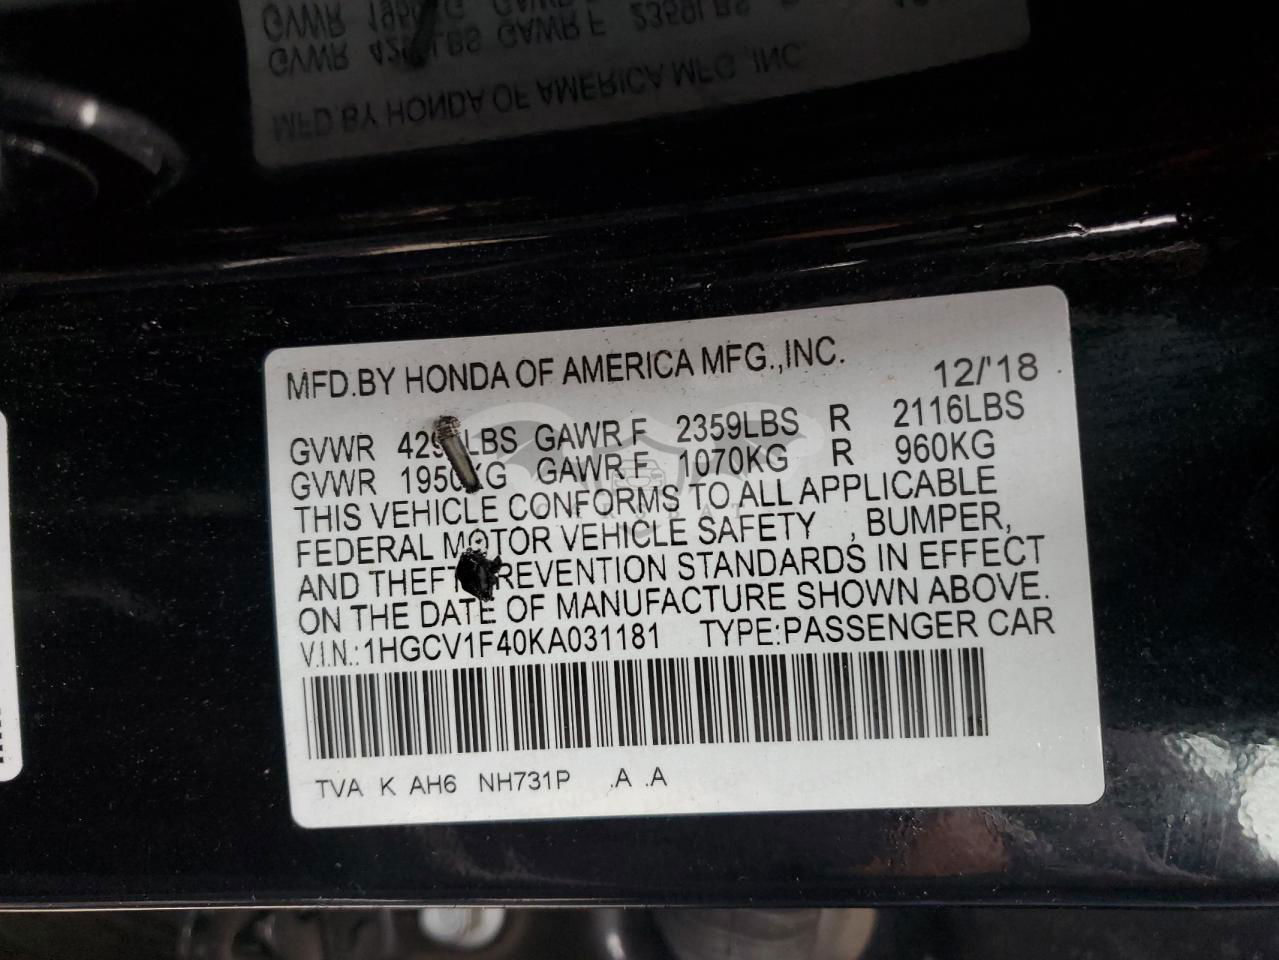 MFD.BY HONDA OF AMERICA MFG.,INC. 12/'18
GVWR LBS GAWR F 2359LBS R 2116LBS
GVWR 1950KG GAWR F 1070KG R 960KG
THIS VEHICLE CONFORMS TO ALL APPLICABLE
FEDERAL MOTOR VEHICLE SAFETY , BUMPER,
AND THEFT PREVENTION STANDARDS IN EFFECT
ON THE DATE OF MANUFACTURE SHOWN ABOVE.
V.I.N.:1HGCV1F40KA031181 TYPE:PASSENGER CAR
TVA K AH6 NH731P .A .A